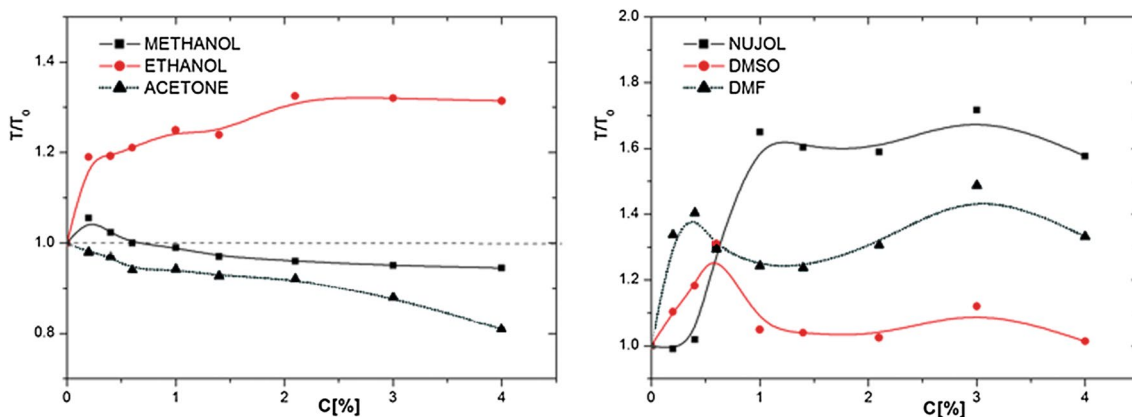 METHANOL
ETHANOL
ACETONE
T/T₀
1.4
1.2
1.0
0.8
0 1 2 3 4
C[%]
NUJOL
DMSO
DMF
T/T₀
2.0
1.8
1.6
1.4
1.2
1.0
0 1 2 3 4
C[%]